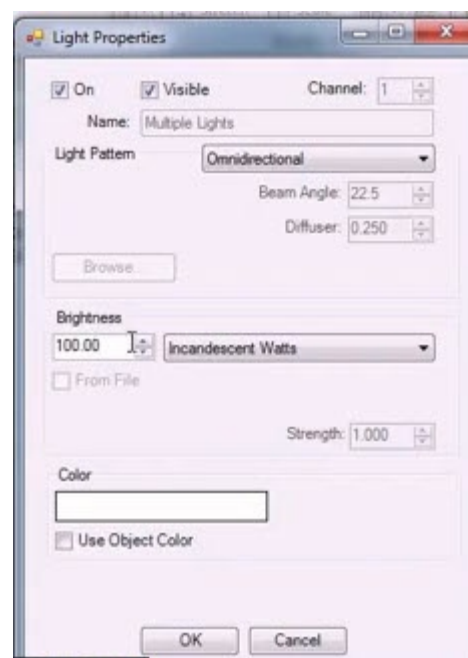 Light Properties
On Visible Channel: 1
Name: Multiple Lights
Light Pattern Omnidirectional
Beam Angle: 22.5
Diffuser: 0.250
Browse...
Brightness
100.00 Incandescent Watts
From File
Strength: 1.000
Color
Use Object Color
OK Cancel